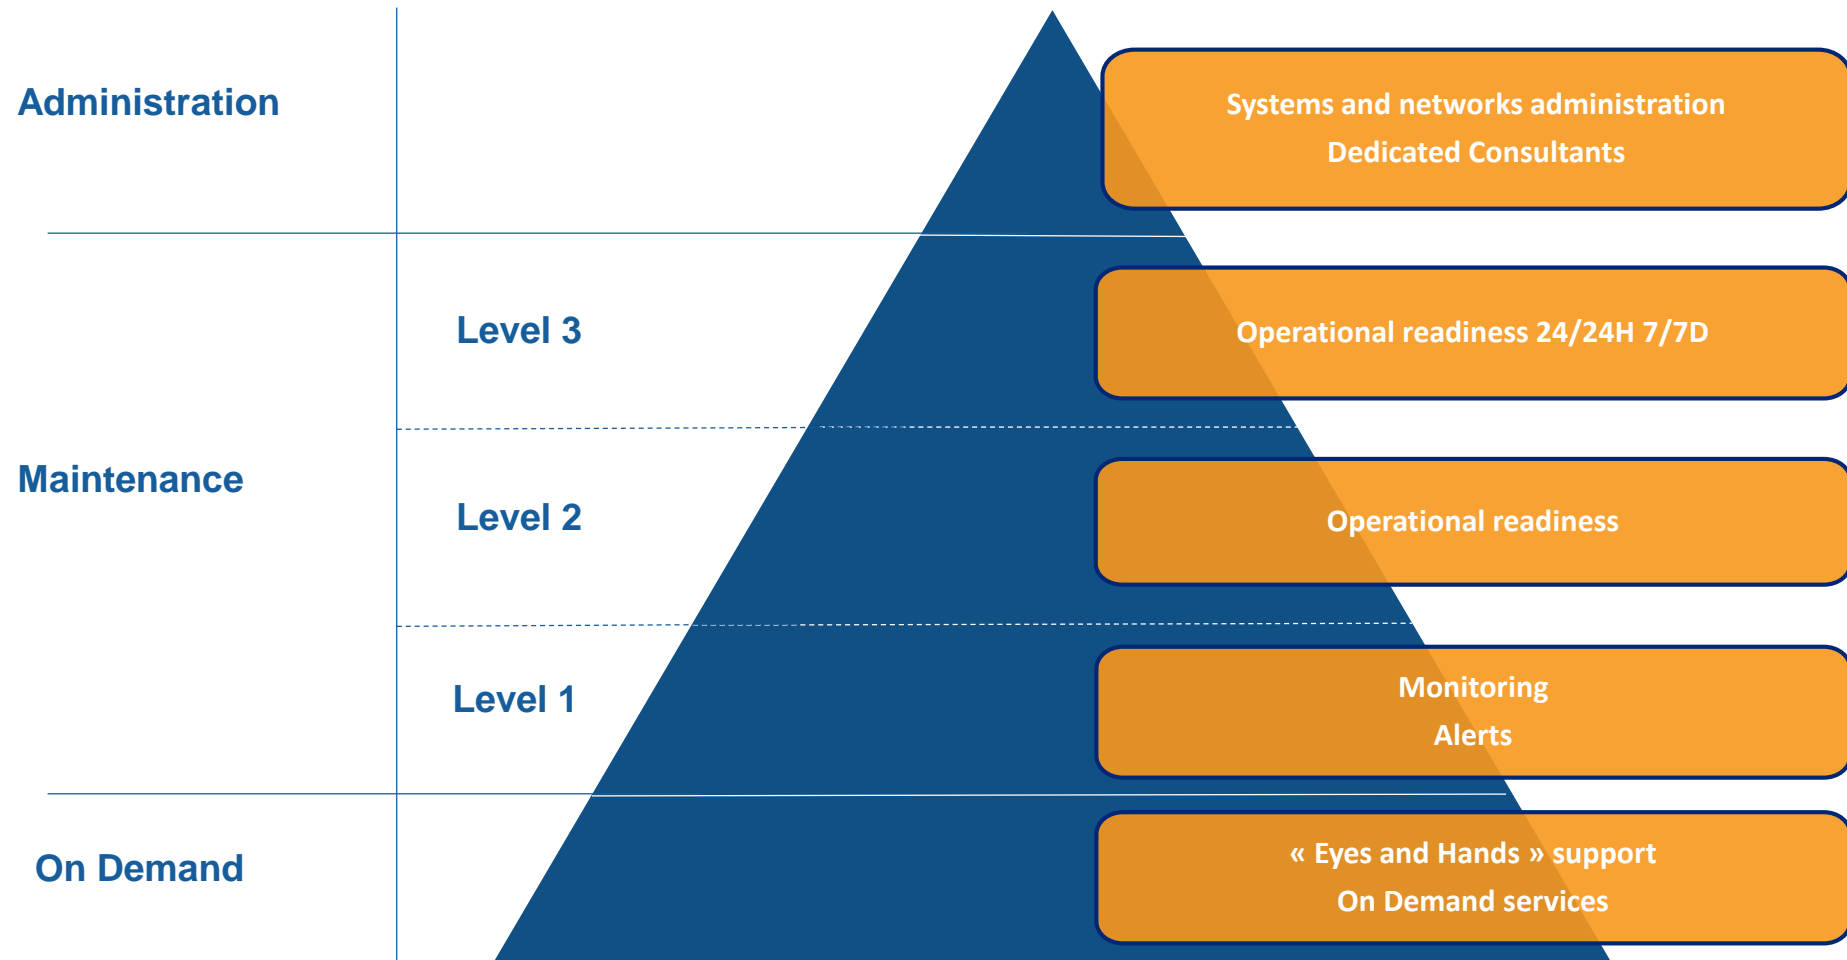 Administration
Systems and networks administration
Dedicated Consultants
Level 3
Operational readiness 24/24H 7/7D
Maintenance
Level 2
Operational readiness
Level 1
Monitoring
Alerts
On Demand
« Eyes and Hands » support
On Demand services